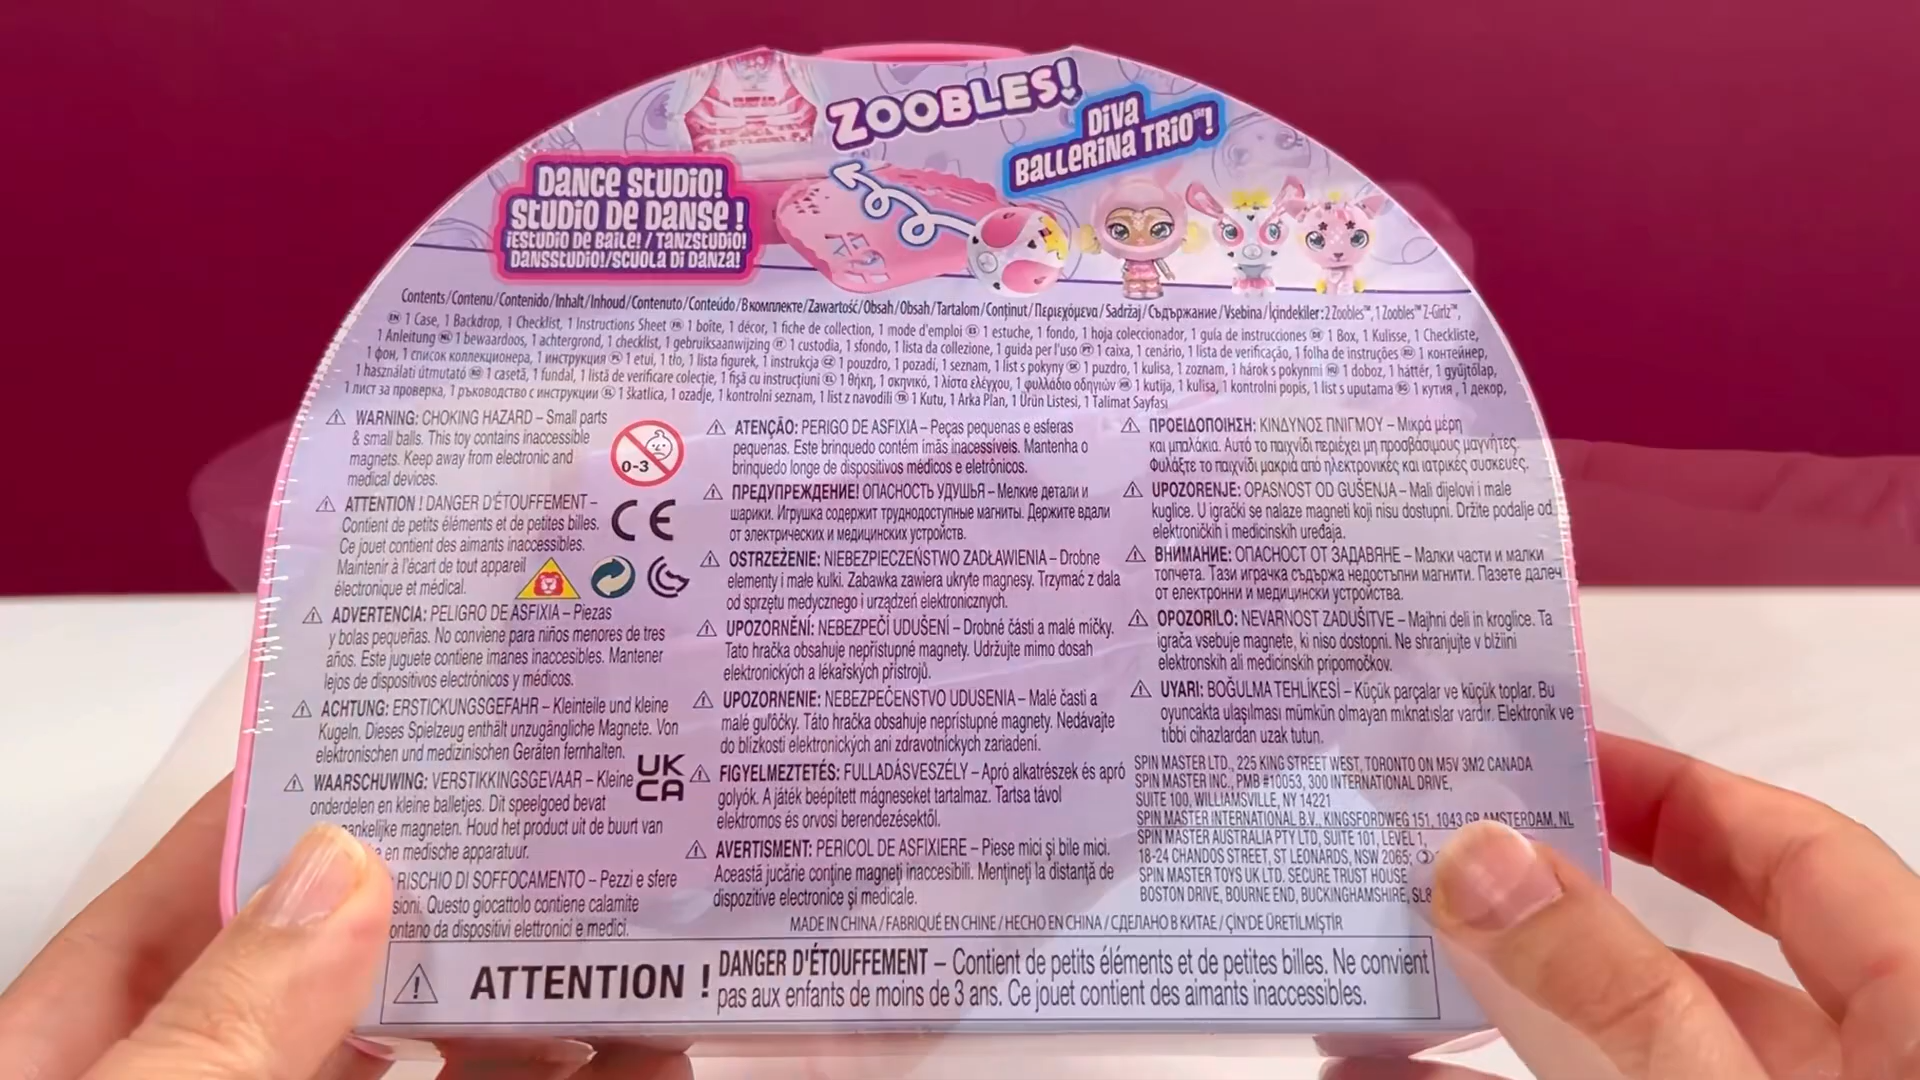 ZOOBLES!
DIVA
BALLERINA TRIO™!
DANCE STUDIO!
STUDIO DE DANSE !
¡ESTUDIO DE BAILE! / TANZSTUDIO!
DANSSTUDIO!/SCUOLA DI DANZA!
Contents/Contenu/Contenido/Inhalt/Inhoud/Contenuto/Conteúdo/В комплекте/Zawartość/Obsah/Obsah/Tartalom/Conţinut/Περιεχόμενα/Sadržaj/Съдържание/Vsebina/İçindekiler: 2 Zoobles™, 1 Zoobles™ Z-Girlz™,
EN 1 Case, 1 Backdrop, 1 Checklist, 1 Instructions Sheet FR 1 boîte, 1 décor, 1 fiche de collection, 1 mode d'emploi ES 1 estuche, 1 fondo, 1 hoja coleccionador, 1 guía de instrucciones DE 1 Box, 1 Kulisse, 1 Checkliste,
1 Anleitung NL 1 bewaardoos, 1 achtergrond, 1 checklist, 1 gebruiksaanwijzing IT 1 custodia, 1 sfondo, 1 lista da collezione, 1 guida per l'uso PT 1 caixa, 1 cenário, 1 lista de verificação, 1 folha de instruções RU 1 контейнер,
1 фон, 1 список коллекционера, 1 инструкция PL 1 etui, 1 tło, 1 lista figurek, 1 instrukcja CZ 1 pouzdro, 1 pozadí, 1 seznam, 1 list s pokyny SK 1 puzdro, 1 kulisa, 1 zoznam, 1 hárok s pokynmi HU 1 doboz, 1 háttér, 1 gyűjtőlap,
1 használati útmutató RO 1 casetă, 1 fundal, 1 listă de verificare colecție, 1 fișă cu instrucțiuni EL 1 θήκη, 1 σκηνικό, 1 λίστα ελέγχου, 1 φυλλάδιο οδηγιών HR 1 kutija, 1 kulisa, 1 kontrolni popis, 1 list s uputama BG 1 кутия, 1 декор,
1 лист за проверка, 1 ръководство с инструкции SL 1 škatlica, 1 ozadje, 1 kontrolni seznam, 1 list z navodili TR 1 Kutu, 1 Arka Plan, 1 Ürün Listesi, 1 Talimat Sayfası
WARNING: CHOKING HAZARD – Small parts
& small balls. This toy contains inaccessible
magnets. Keep away from electronic and
medical devices.
0-3
ATTENTION ! DANGER D'ÉTOUFFEMENT –
Contient de petits éléments et de petites billes.
Ce jouet contient des aimants inaccessibles.
Maintenir à l'écart de tout appareil
électronique et médical.
CE
ADVERTENCIA: PELIGRO DE ASFIXIA – Piezas
y bolas pequeñas. No conviene para niños menores de tres
años. Este juguete contiene imanes inaccesibles. Mantener
lejos de dispositivos electrónicos y médicos.
ACHTUNG: ERSTICKUNGSGEFAHR – Kleinteile und kleine
Kugeln. Dieses Spielzeug enthält unzugängliche Magnete. Von
elektronischen und medizinischen Geräten fernhalten.
UK
CA
WAARSCHUWING: VERSTIKKINGSGEVAAR – Kleine
onderdelen en kleine balletjes. Dit speelgoed bevat
magneten. Houd het product uit de buurt van
en medische apparatuur.
RISCHIO DI SOFFOCAMENTO – Pezzi e sfere
Questo giocattolo contiene calamite
da dispositivi elettronici e medici.
ATENÇÃO: PERIGO DE ASFIXIA – Peças pequenas e esferas
pequenas. Este brinquedo contém ímãs inacessíveis. Mantenha o
brinquedo longe de dispositivos médicos e eletrônicos.
ПРЕДУПРЕЖДЕНИЕ! ОПАСНОСТЬ УДУШЬЯ – Мелкие детали и
шарики. Игрушка содержит труднодоступные магниты. Держите вдали
от электрических и медицинских устройств.
OSTRZEŻENIE: NIEBEZPIECZEŃSTWO ZADŁAWIENIA – Drobne
elementy i małe kulki. Zabawka zawiera ukryte magnesy. Trzymać z dala
od sprzętu medycznego i urządzeń elektronicznych.
UPOZORNĚNÍ: NEBEZPEČÍ UDUŠENÍ – Drobné části a malé míčky.
Tato hračka obsahuje nepřístupné magnety. Udržujte mimo dosah
elektronických a lékařských přístrojů.
UPOZORNENIE: NEBEZPEČENSTVO UDUSENIA – Malé časti a
malé guľôčky. Táto hračka obsahuje neprístupné magnety. Nedávajte
do blízkosti elektronických ani zdravotníckych zariadení.
FIGYELMEZTETÉS: FULLADÁSVESZÉLY – Apró alkatrészek és apró
golyók. A játék beépített mágneseket tartalmaz. Tartsa távol
elektromos és orvosi berendezésektől.
AVERTISMENT: PERICOL DE ASFIXIERE – Piese mici și bile mici.
Această jucărie conține magneți inaccesibili. Mențineți la distanță de
dispozitive electronice și medicale.
ΠΡΟΕΙΔΟΠΟΙΗΣΗ: ΚΙΝΔΥΝΟΣ ΠΝΙΓΜΟΥ – Μικρά μέρη
και μπαλάκια. Αυτό το παιχνίδι περιέχει μη προσβάσιμους μαγνήτες.
Φυλάξτε το παιχνίδι μακριά από ηλεκτρονικές και ιατρικές συσκευές.
UPOZORENJE: OPASNOST OD GUŠENJA – Mali dijelovi i male
kuglice. U igrački se nalaze magneti koji nisu dostupni. Držite podalje od
elektroničkih i medicinskih uređaja.
ВНИМАНИЕ: ОПАСНОСТ ОТ ЗАДАВЯНЕ – Малки части и малки
топчета. Тази играчка съдържа недостъпни магнити. Пазете далеч
от електронни и медицински устройства.
OPOZORILO: NEVARNOST ZADUŠITVE – Majhni deli in kroglice. Ta
igrača vsebuje magnete, ki niso dostopni. Ne shranjujte v bližini
elektronskih ali medicinskih pripomočkov.
UYARI: BOĞULMA TEHLİKESİ – Küçük parçalar ve küçük toplar. Bu
oyuncakta ulaşılması mümkün olmayan mıknatıslar vardır. Elektronik ve
tıbbi cihazlardan uzak tutun.
SPIN MASTER LTD., 225 KING STREET WEST, TORONTO ON M5V 3M2 CANADA
SPIN MASTER INC., PMB #10053, 300 INTERNATIONAL DRIVE,
SUITE 100, WILLIAMSVILLE, NY 14221
SPIN MASTER INTERNATIONAL B.V., KINGSFORDWEG 151, 1043 GR AMSTERDAM, NL
SPIN MASTER AUSTRALIA PTY LTD, SUITE 101, LEVEL 1,
18-24 CHANDOS STREET, ST LEONARDS, NSW 2065;
SPIN MASTER TOYS UK LTD. SECURE TRUST HOUSE
BOSTON DRIVE, BOURNE END, BUCKINGHAMSHIRE, SL8
MADE IN CHINA / FABRIQUÉ EN CHINE / HECHO EN CHINA / СДЕЛАНО В КИТАЕ / ÇİN'DE ÜRETİLMİŞTİR
ATTENTION ! DANGER D'ÉTOUFFEMENT – Contient de petits éléments et de petites billes. Ne convient
pas aux enfants de moins de 3 ans. Ce jouet contient des aimants inaccessibles.